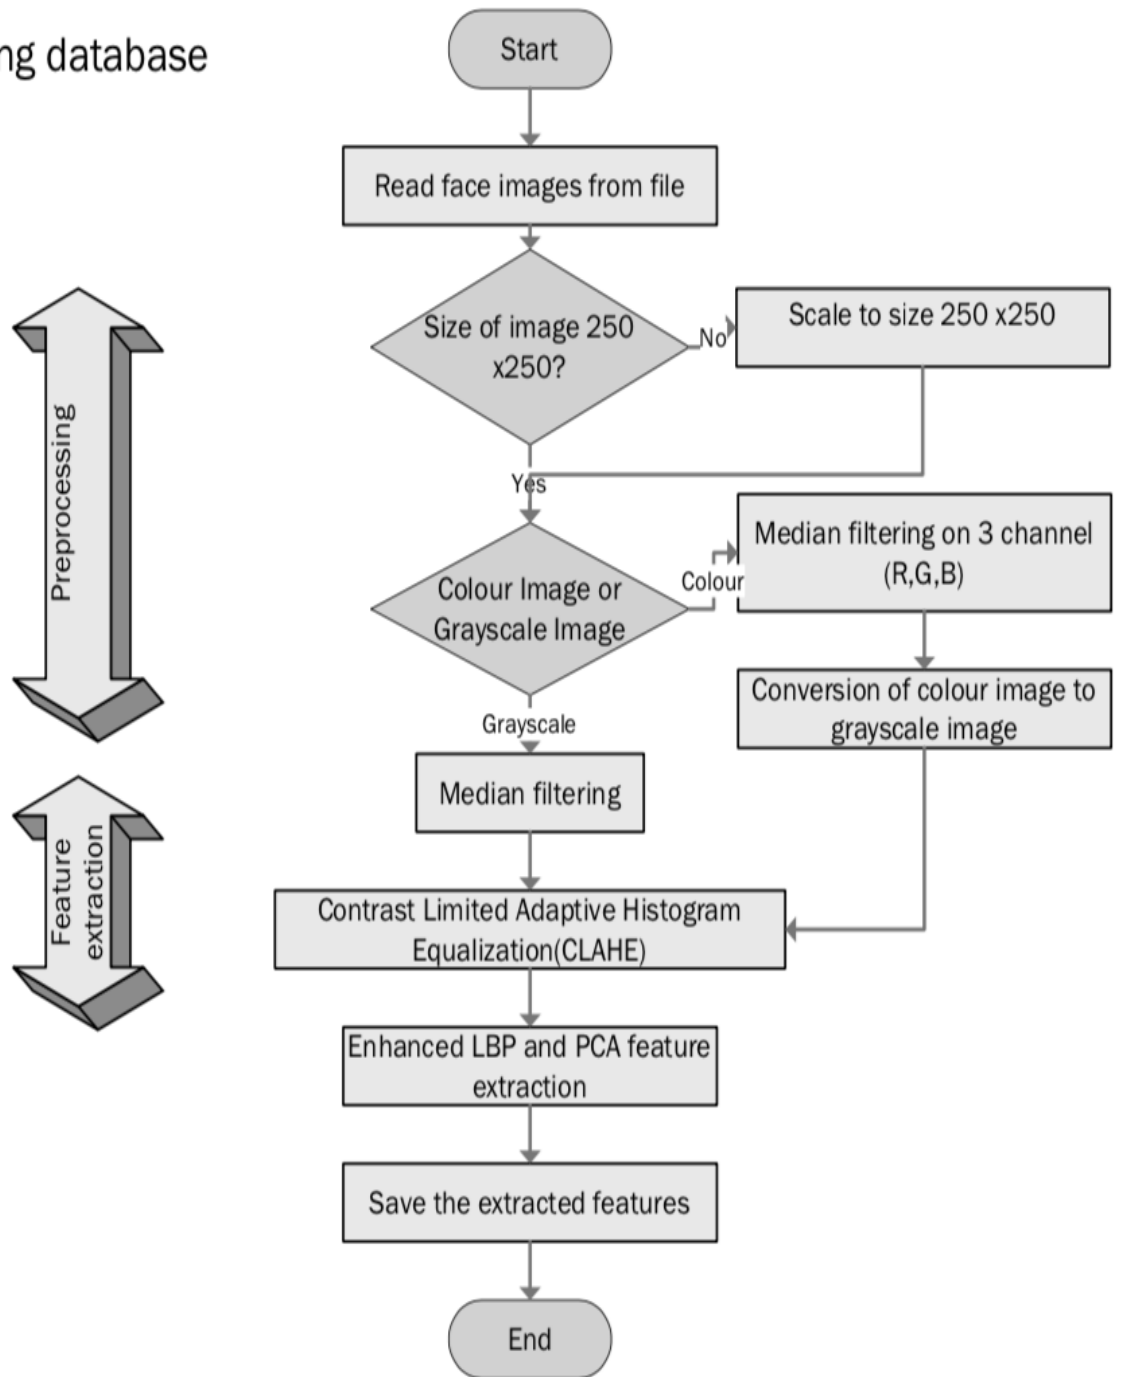 ng database
Start
Read face images from file
Size of image 250
x250?
No
Scale to size 250 x250
Yes
Colour Image or
Grayscale Image
Colour
Median filtering on 3 channel
(R,G,B)
Conversion of colour image to
grayscale image
Grayscale
Median filtering
Contrast Limited Adaptive Histogram
Equalization(CLAHE)
Enhanced LBP and PCA feature
extraction
Save the extracted features
End
Preprocessing
Feature
extraction